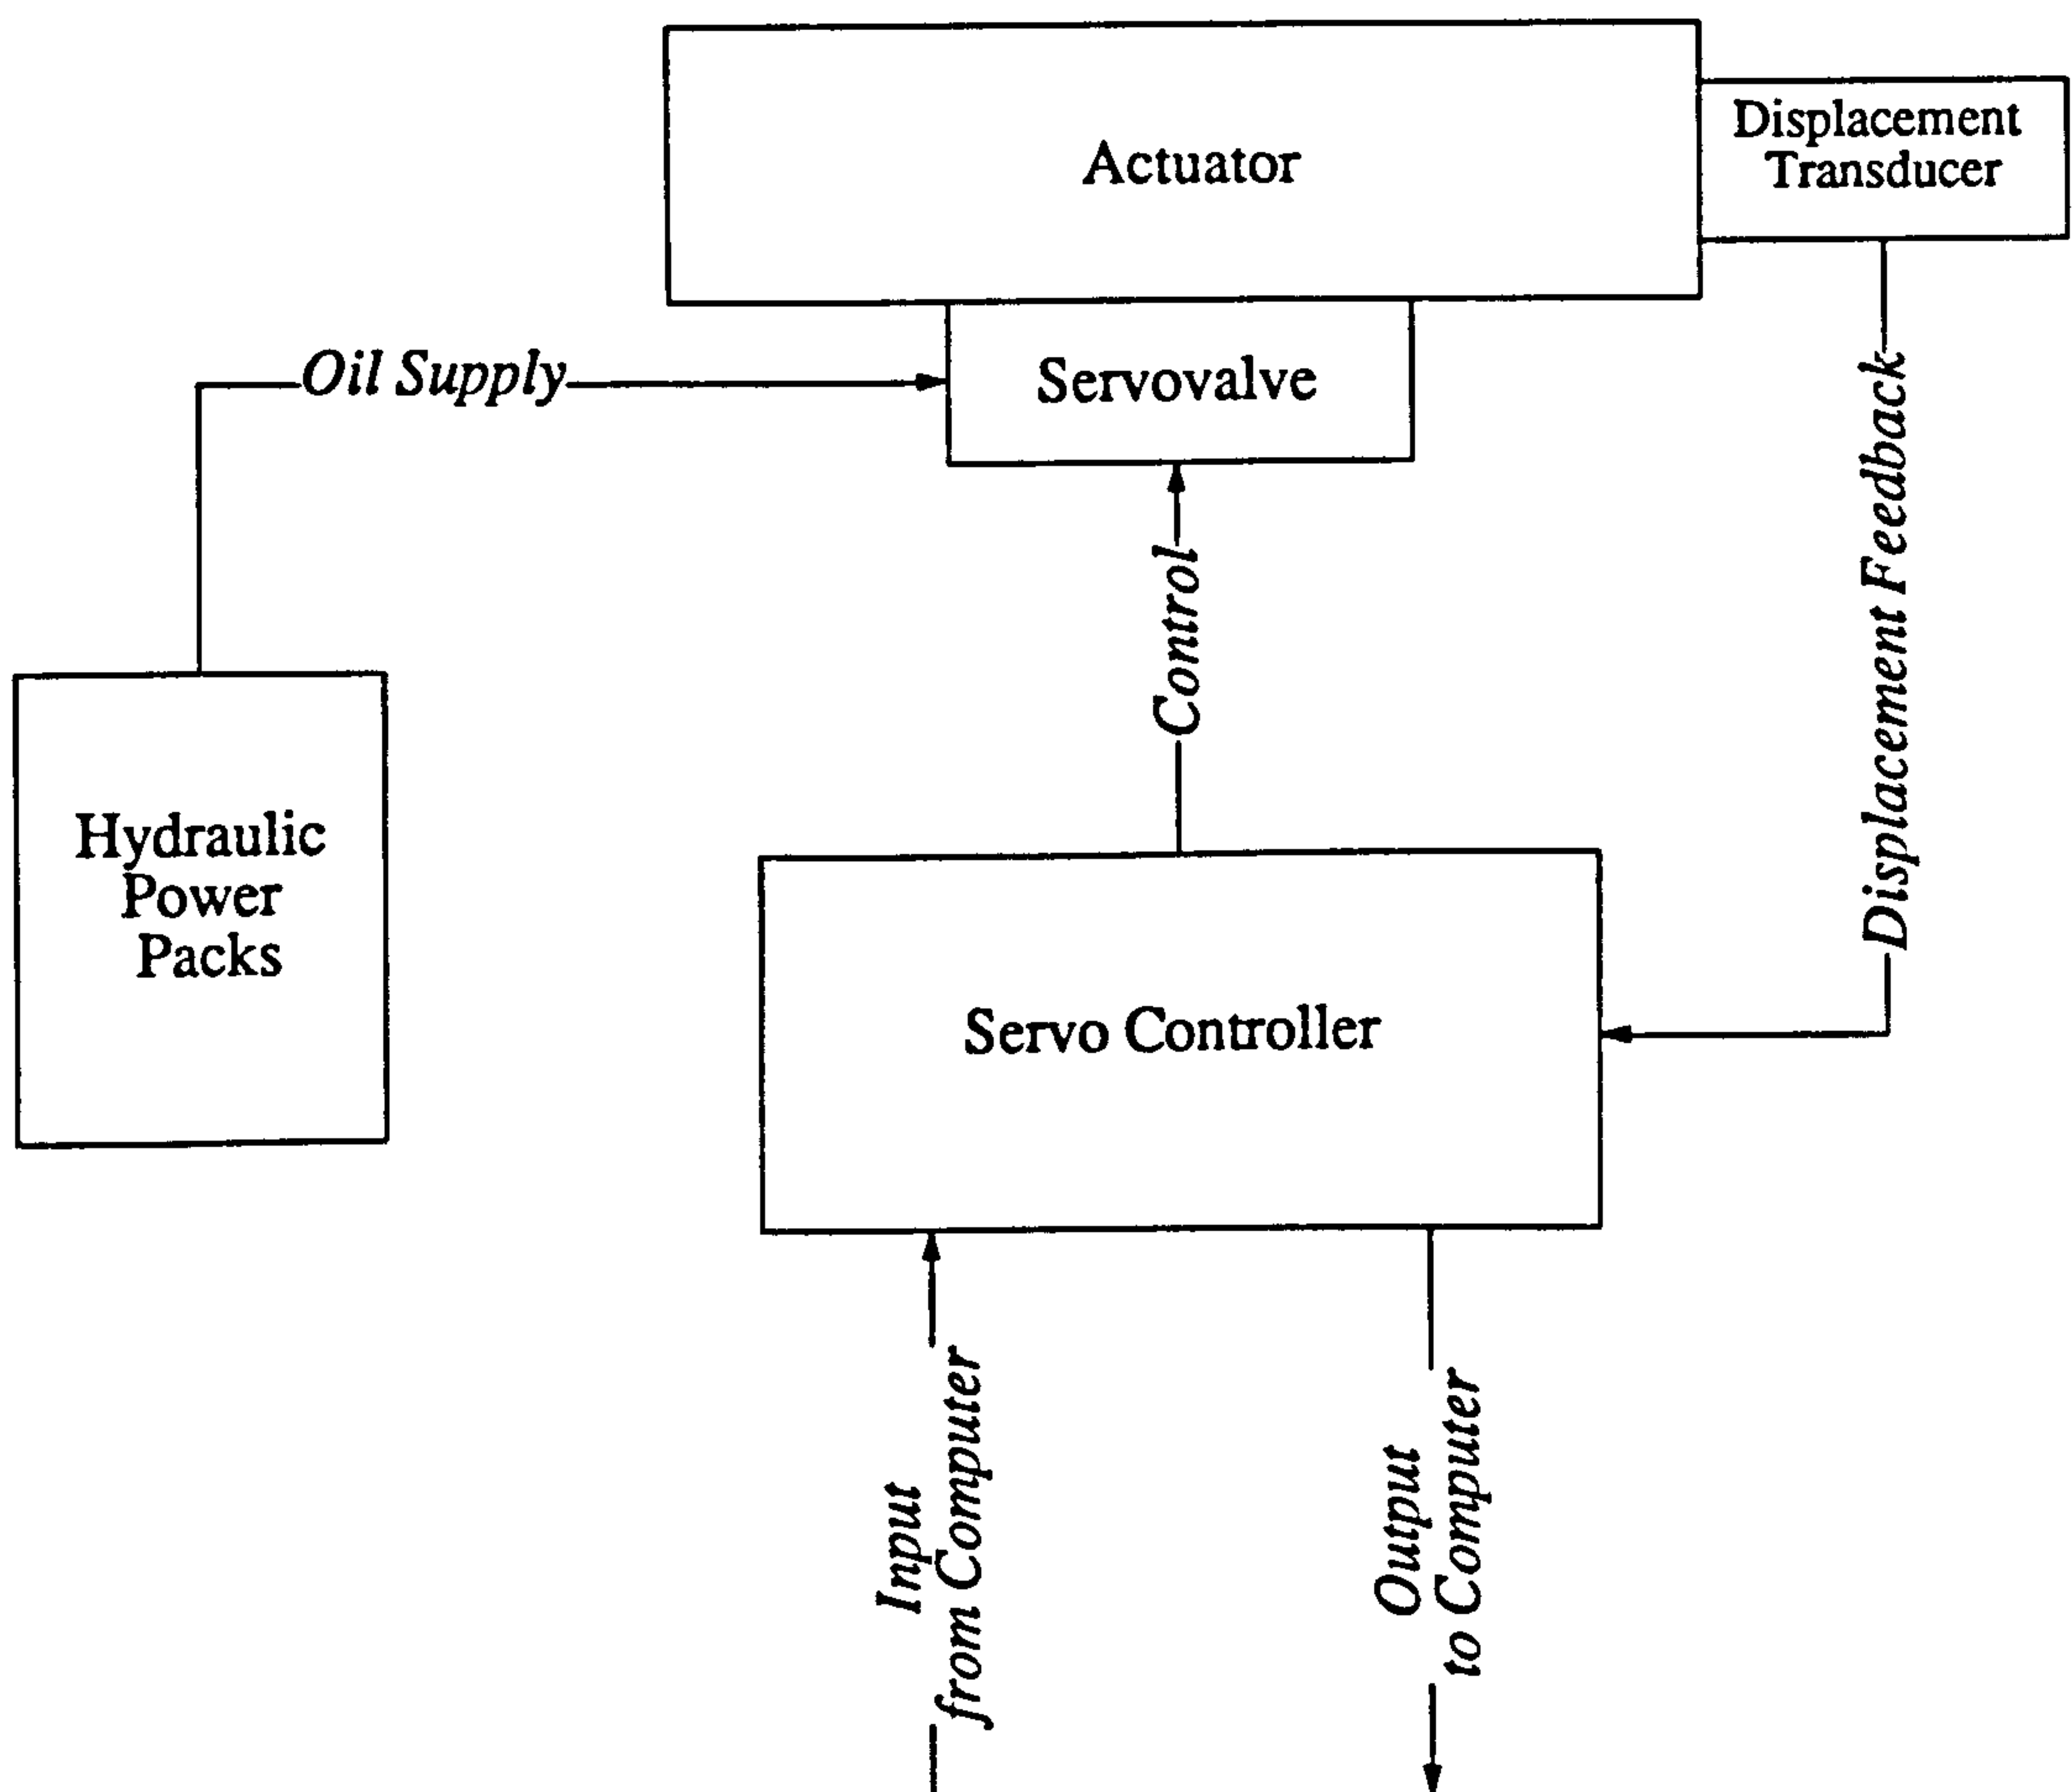 Actuator
Displacement
Transducer
Oil Supply
Servovalve
Control
Displacement Feedback
Hydraulic
Power
Packs
Servo Controller
Input
from Computer
Output
to Computer